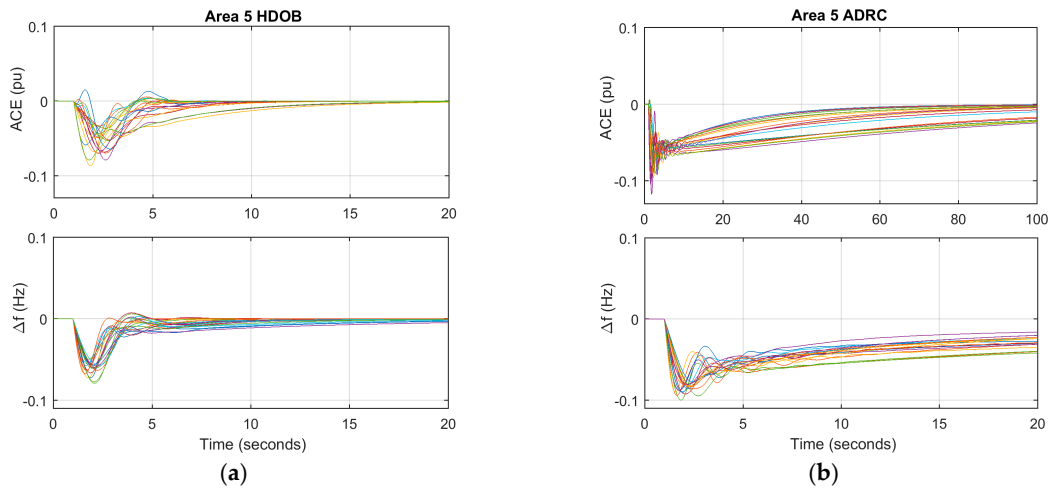 Area 5 HDOB
0.1
0
-0.1
ACE (pu)
0 5 10 15 20
0.1
0
-0.1
Δf (Hz)
0 5 10 15 20
Time (seconds)
(a)
Area 5 ADRC
0.1
0
-0.1
ACE (pu)
0 20 40 60 80 100
0.1
0
-0.1
Δf (Hz)
0 5 10 15 20
Time (seconds)
(b)